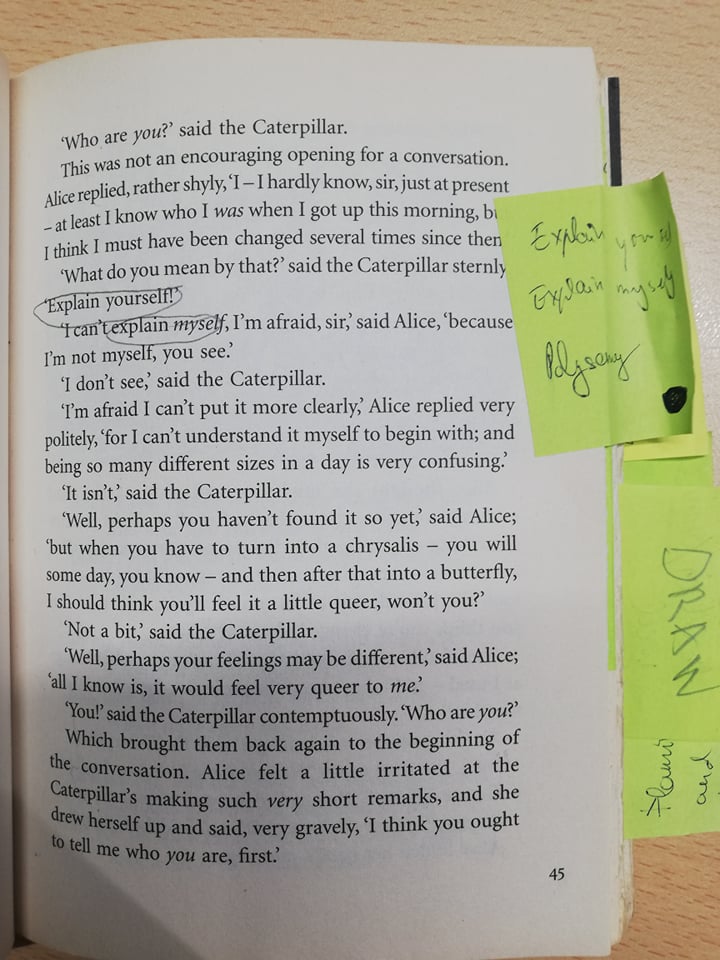 ‘Who are you?’ said the Caterpillar.
This was not an encouraging opening for a conversation.
Alice replied, rather shyly, ‘I – I hardly know, sir, just at present
– at least I know who I was when I got up this morning, bu
I think I must have been changed several times since then
‘What do you mean by that?’ said the Caterpillar sternly
‘Explain yourself!’
‘I can’t explain myself, I’m afraid, sir,’ said Alice, ‘because
I’m not myself, you see.’
‘I don’t see,’ said the Caterpillar.
‘I’m afraid I can’t put it more clearly,’ Alice replied very
politely, ‘for I can’t understand it myself to begin with; and
being so many different sizes in a day is very confusing.’
‘It isn’t,’ said the Caterpillar.
‘Well, perhaps you haven’t found it so yet,’ said Alice;
‘but when you have to turn into a chrysalis – you will
some day, you know – and then after that into a butterfly,
I should think you’ll feel it a little queer, won’t you?’
‘Not a bit,’ said the Caterpillar.
‘Well, perhaps your feelings may be different,’ said Alice;
‘all I know is, it would feel very queer to me.’
‘You!’ said the Caterpillar contemptuously. ‘Who are you?’
Which brought them back again to the beginning of
the conversation. Alice felt a little irritated at the
Caterpillar’s making such very short remarks, and she
drew herself up and said, very gravely, ‘I think you ought
to tell me who you are, first.’
45
Explain yourself
Explain myself
Polysemy
and